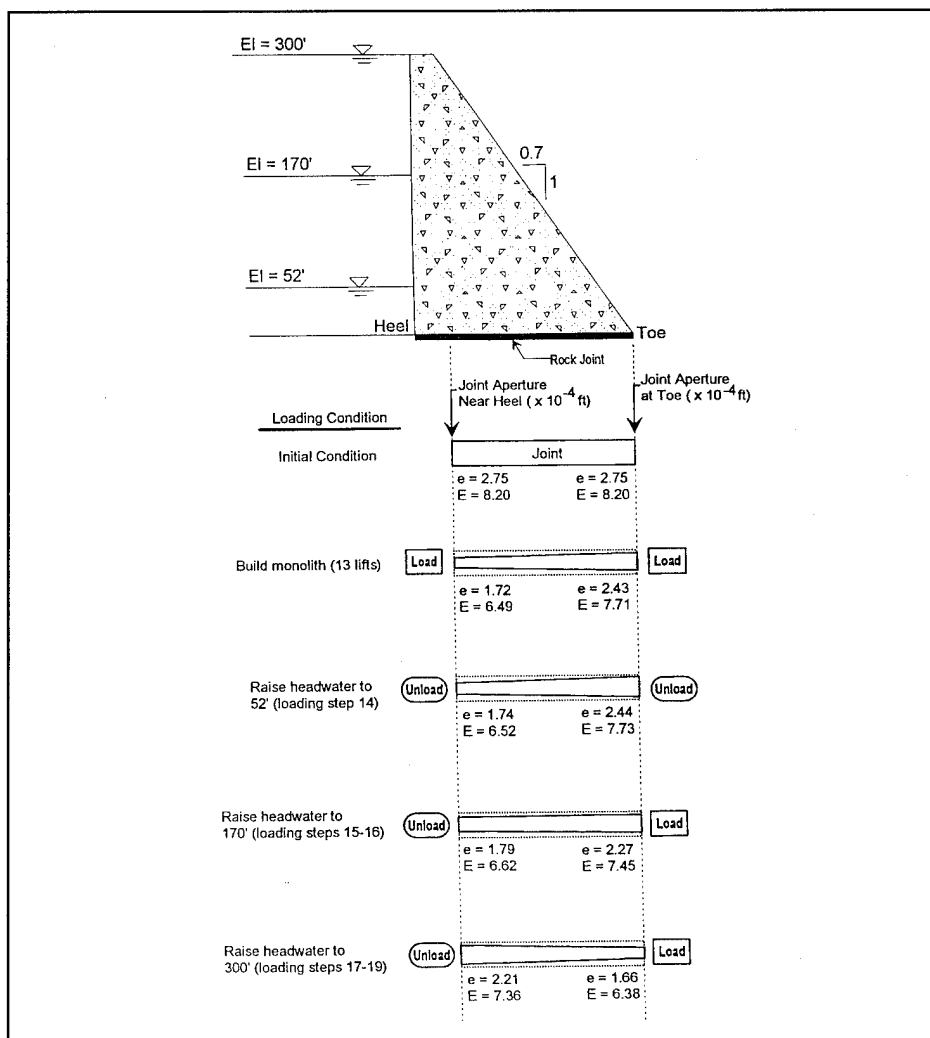 El = 300'
0.7
1
El = 170'
El = 52'
Heel
Toe
Rock Joint
Joint Aperture
Near Heel ( x 10⁻⁴ ft)
Joint Aperture
at Toe ( x 10⁻⁴ ft)
Loading Condition
Initial Condition
Joint
e = 2.75
E = 8.20
e = 2.75
E = 8.20
Build monolith (13 lifts)
Load
Load
e = 1.72
E = 6.49
e = 2.43
E = 7.71
Raise headwater to
52' (loading step 14)
Unload
Unload
e = 1.74
E = 6.52
e = 2.44
E = 7.73
Raise headwater to
170' (loading steps 15-16)
Unload
Load
e = 1.79
E = 6.62
e = 2.27
E = 7.45
Raise headwater to
300' (loading steps 17-19)
Unload
Load
e = 2.21
E = 7.36
e = 1.66
E = 6.38